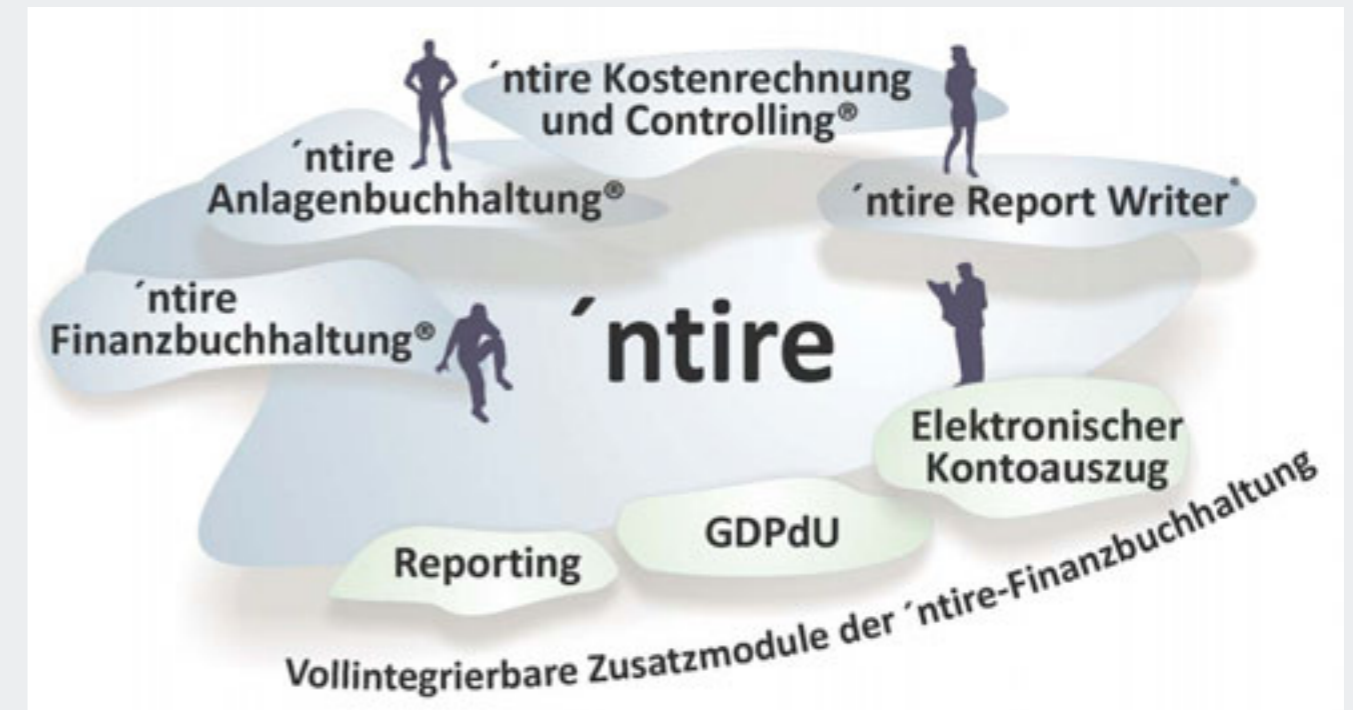 ´ntire Kostenrechnung
und Controlling®
´ntire
Anlagenbuchhaltung®
´ntire Report Writer®
´ntire
Finanzbuchhaltung®
´ntire
Elektronischer
Kontoauszug
GDPdU
Reporting
Vollintegrierbare Zusatzmodule der ´ntire-Finanzbuchhaltung